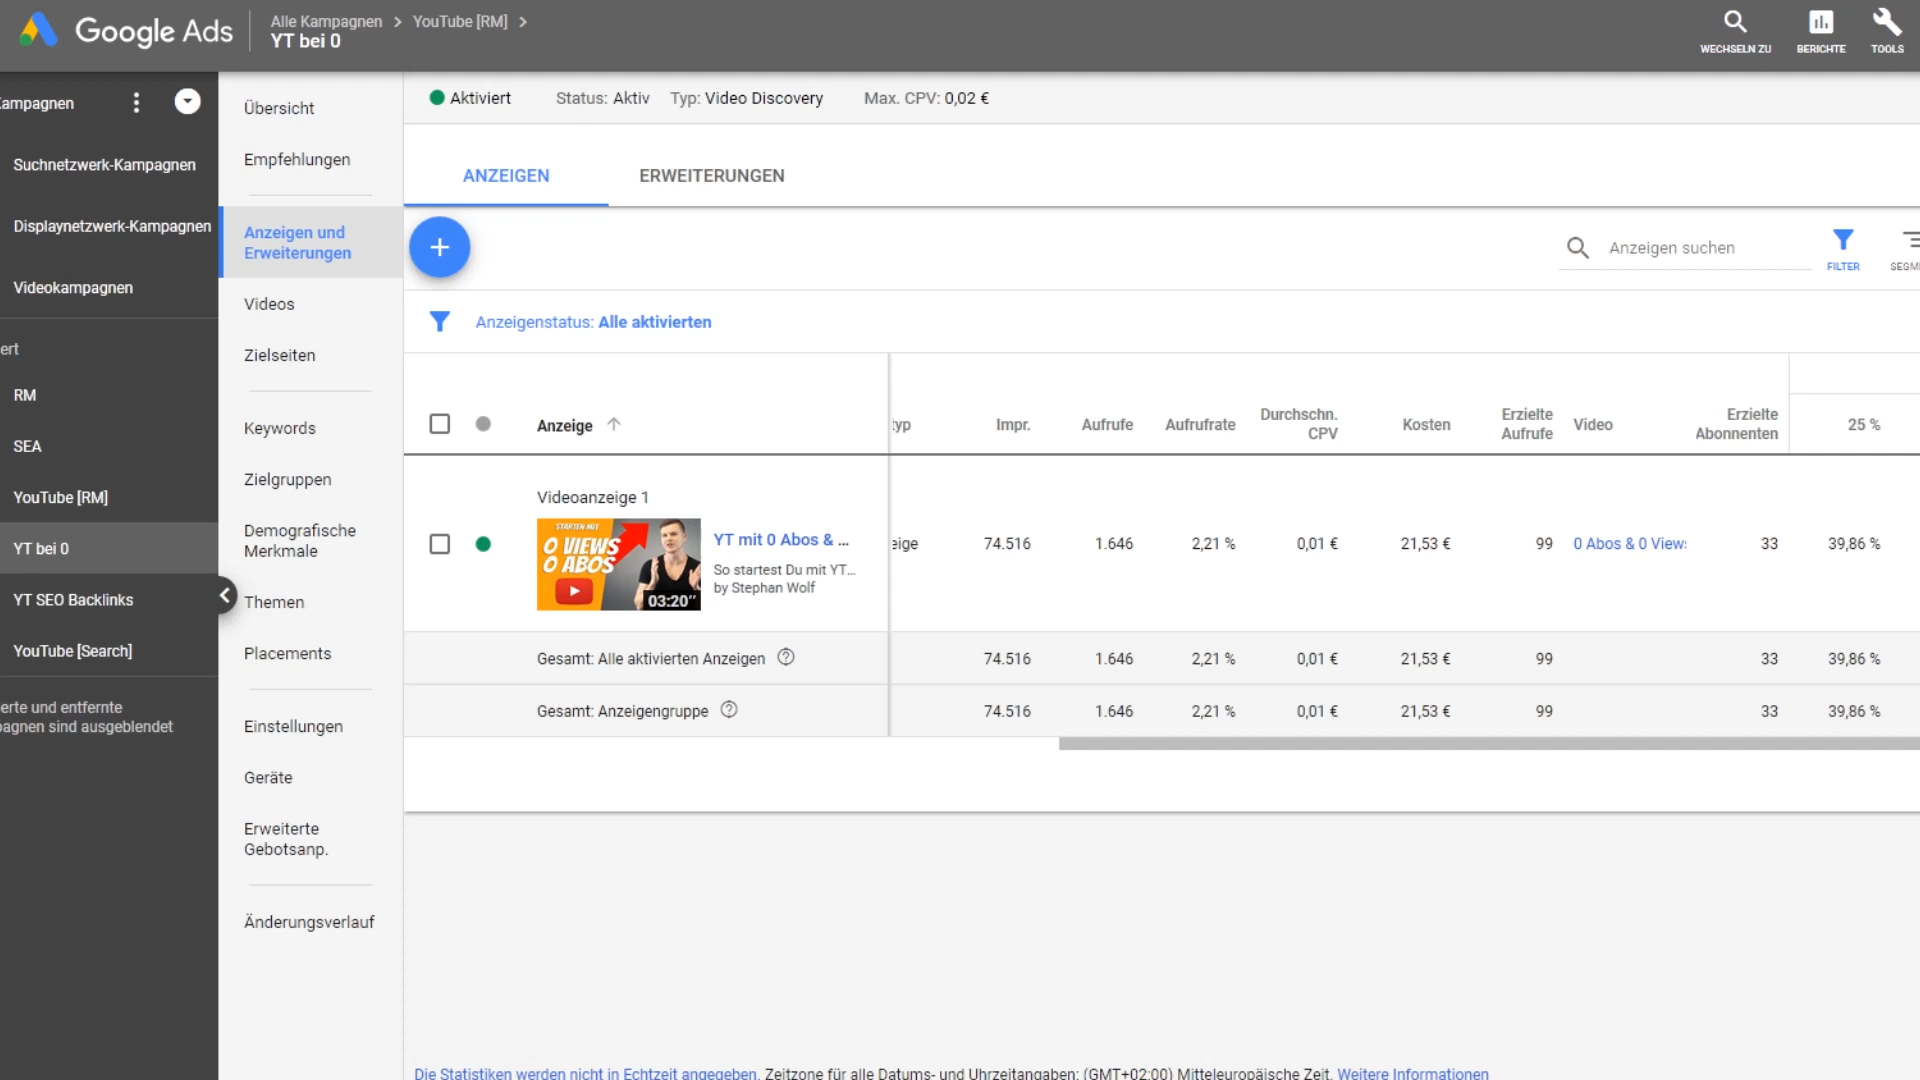 Google Ads
Alle Kampagnen > YouTube [RM] >
YT bei 0
WECHSELN ZU
BERICHTE
TOOLS
ampagnen
Suchnetzwerk-Kampagnen
Displaynetzwerk-Kampagnen
Videokampagnen
ert
RM
SEA
YouTube [RM]
YT bei 0
YT SEO Backlinks
YouTube [Search]
erte und entfernte
pagnen sind ausgeblendet
Übersicht
Empfehlungen
Anzeigen und
Erweiterungen
Videos
Zielseiten
Keywords
Zielgruppen
Demografische
Merkmale
Themen
Placements
Einstellungen
Geräte
Erweiterte
Gebotsanp.
Änderungsverlauf
Aktiviert Status: Aktiv Typ: Video Discovery Max. CPV: 0,02 €
ANZEIGEN ERWEITERUNGEN
Anzeigen suchen
FILTER
SEGM
Anzeigenstatus: Alle aktivierten
Anzeige typ Impr. Aufrufe Aufrufrate Durchschn. CPV Kosten Erzielte Aufrufe Video Erzielte Abonnenten 25 %
Videoanzeige 1
STARTEN MIT
0 VIEWS
0 ABOS
03:20"
YT mit 0 Abos & ...
So startest Du mit YT...
by Stephan Wolf
eige 74.516 1.646 2,21 % 0,01 € 21,53 € 99 0 Abos & 0 Views 33 39,86 %
Gesamt: Alle aktivierten Anzeigen 74.516 1.646 2,21 % 0,01 € 21,53 € 99 33 39,86 %
Gesamt: Anzeigengruppe 74.516 1.646 2,21 % 0,01 € 21,53 € 99 33 39,86 %
Die Statistiken werden nicht in Echtzeit angegeben. Zeitzone für alle Datums- und Uhrzeitangaben: (GMT+02:00) Mitteleuropäische Zeit. Weitere Informationen